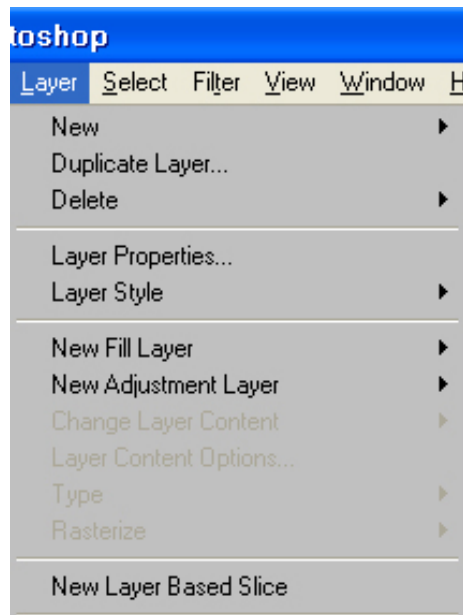 toshop
Layer Select Filter View Window H
New
Duplicate Layer...
Delete
Layer Properties...
Layer Style
New Fill Layer
New Adjustment Layer
Change Layer Content
Layer Content Options...
Type
Rasterize
New Layer Based Slice